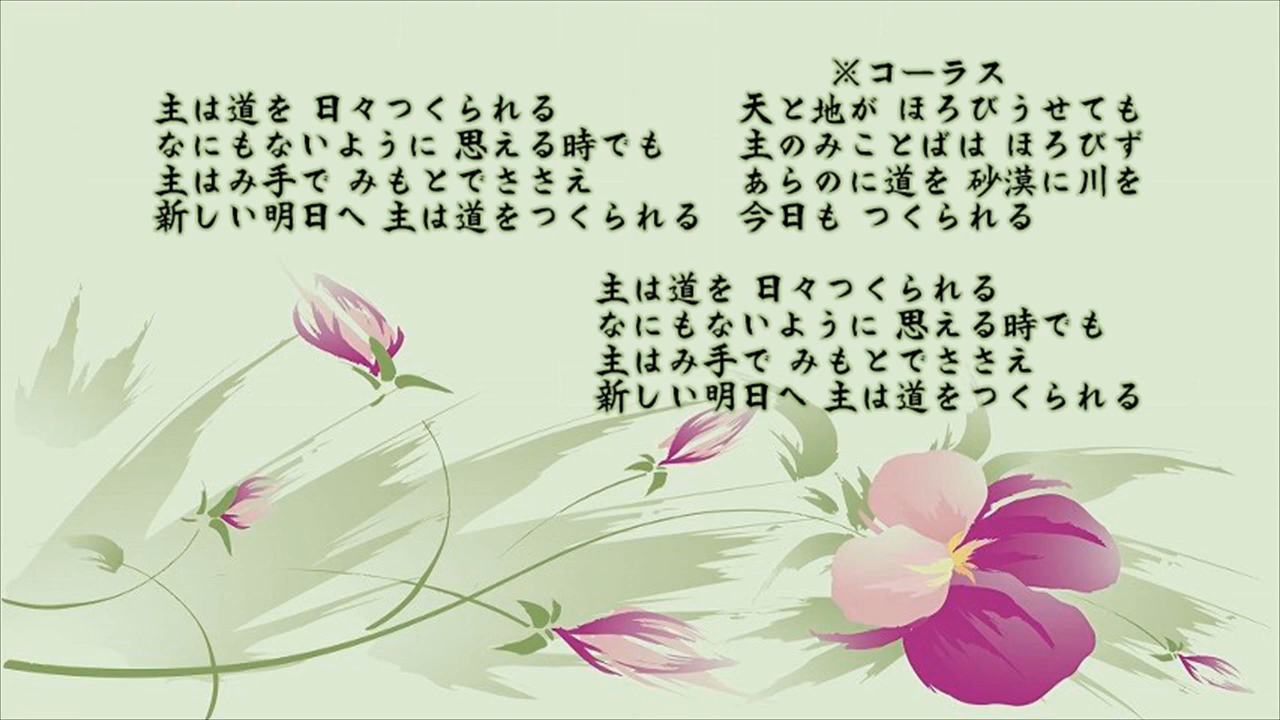 主は道を 日々つくられる
なにもないように 思える時でも
主はみ手で みもとでささえ
新しい明日へ 主は道をつくられる
※コーラス
天と地が ほろびうせても
主のみことばは ほろびず
あらのに道を 砂漠に川を
今日も つくられる
主は道を 日々つくられる
なにもないように 思える時でも
主はみ手で みもとでささえ
新しい明日へ 主は道をつくられる